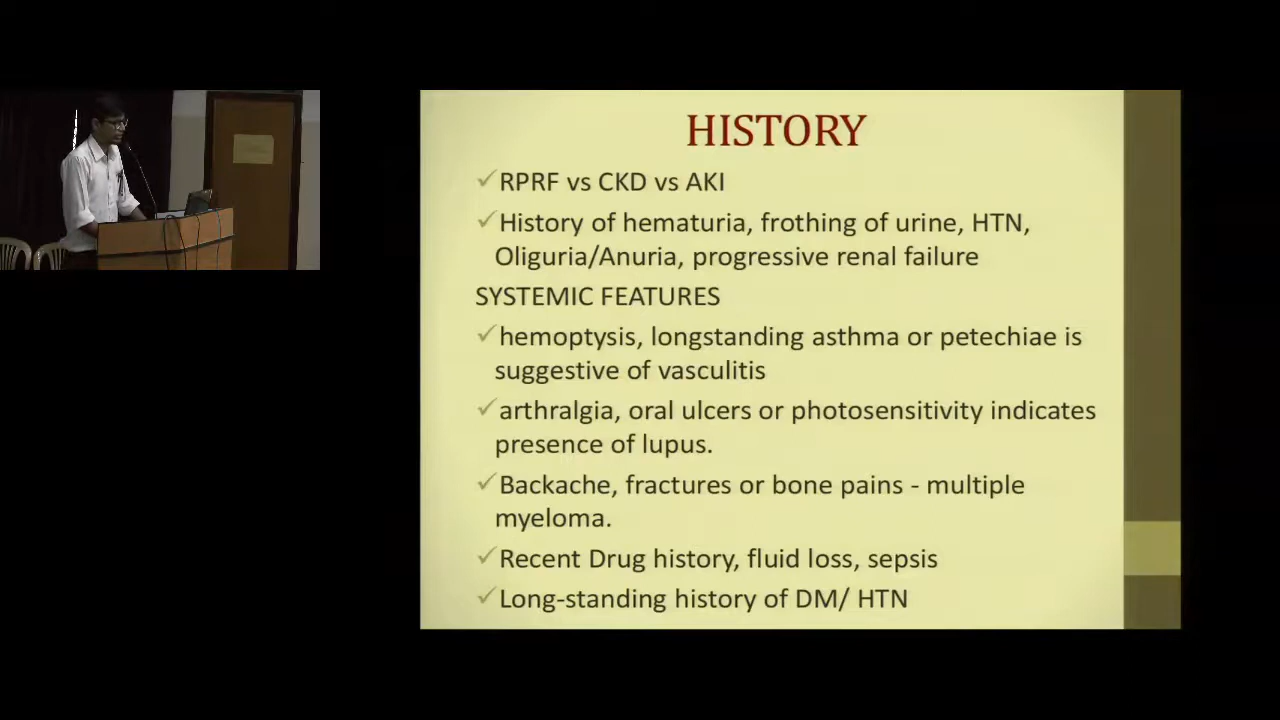 HISTORY
✓RPRF vs CKD vs AKI
✓History of hematuria, frothing of urine, HTN,
Oliguria/Anuria, progressive renal failure
SYSTEMIC FEATURES
✓hemoptysis, longstanding asthma or petechiae is
suggestive of vasculitis
✓arthralgia, oral ulcers or photosensitivity indicates
presence of lupus.
✓Backache, fractures or bone pains - multiple
myeloma.
✓Recent Drug history, fluid loss, sepsis
✓Long-standing history of DM/ HTN